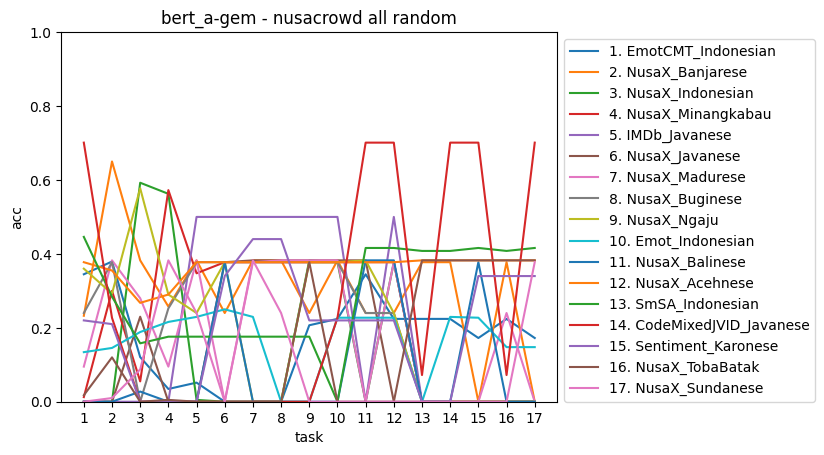 bert_a-gem - nusacrowd all random
1.0
0.8
0.6
0.4
0.2
0.0
acc
1 2 3 4 5 6 7 8 9 10 11 12 13 14 15 16 17
task
1. EmotCMT_Indonesian
2. NusaX_Banjarese
3. NusaX_Indonesian
4. NusaX_Minangkabau
5. IMDb_Javanese
6. NusaX_Javanese
7. NusaX_Madurese
8. NusaX_Buginese
9. NusaX_Ngaju
10. Emot_Indonesian
11. NusaX_Balinese
12. NusaX_Acehnese
13. SmSA_Indonesian
14. CodeMixedJVID_Javanese
15. Sentiment_Karonese
16. NusaX_TobaBatak
17. NusaX_Sundanese